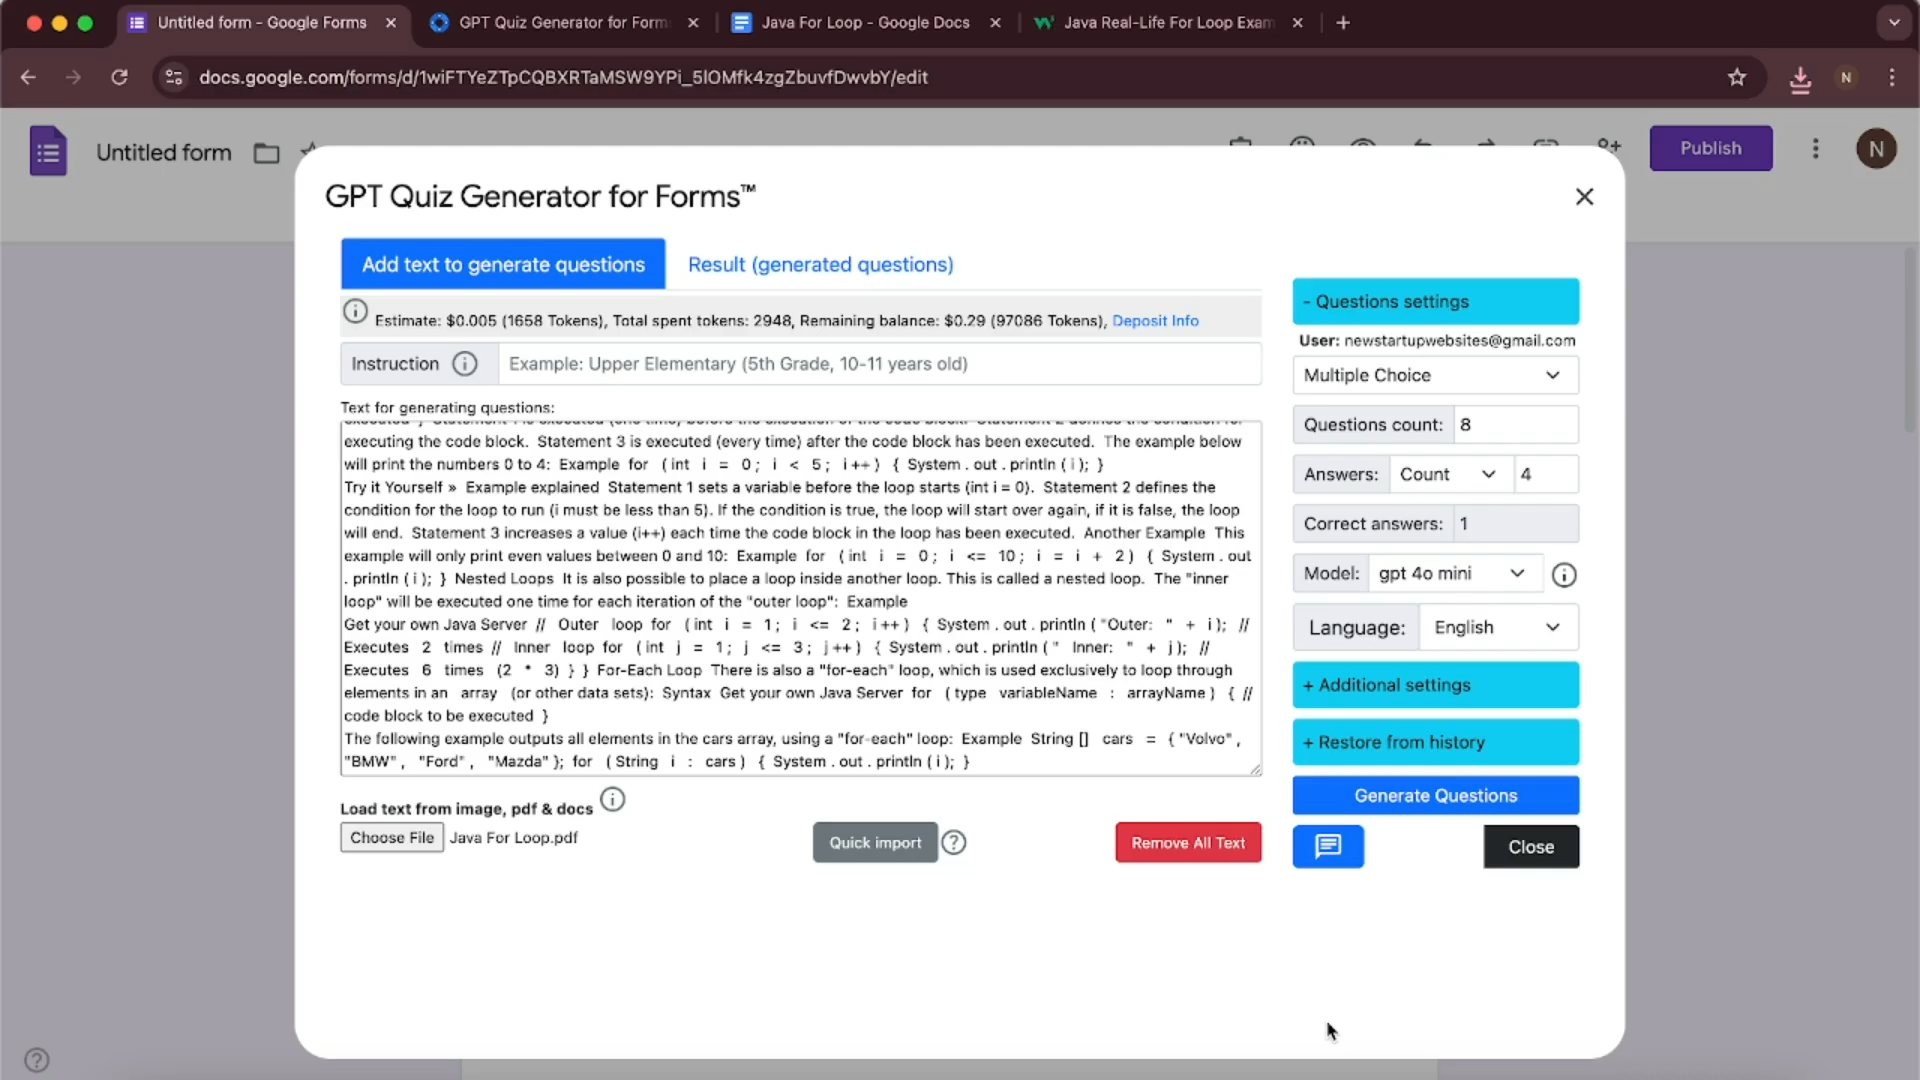 Untitled form - Google Forms
GPT Quiz Generator for Form
Java For Loop - Google Docs
Java Real-Life For Loop Exam
docs.google.com/forms/d/1wiFTYeZTpCQBXRTaMSW9YPi_5lOMfk4zgZbuvfDwvbY/edit
N
Untitled form
Publish
N
GPT Quiz Generator for Forms™
Add text to generate questions
Result (generated questions)
Estimate: $0.005 (1658 Tokens), Total spent tokens: 2948, Remaining balance: $0.29 (97086 Tokens), Deposit Info
Instruction
Example: Upper Elementary (5th Grade, 10-11 years old)
Text for generating questions:
executing the code block. Statement 3 is executed (every time) after the code block has been executed. The example below
will print the numbers 0 to 4: Example for (int i = 0; i < 5; i++) { System . out . println ( i ); }
Try it Yourself » Example explained Statement 1 sets a variable before the loop starts (int i = 0). Statement 2 defines the
condition for the loop to run (i must be less than 5). If the condition is true, the loop will start over again, if it is false, the loop
will end. Statement 3 increases a value (i++) each time the code block in the loop has been executed. Another Example This
example will only print even values between 0 and 10: Example for ( int i = 0; i <= 10; i = i + 2 ) { System . out
. println ( i ); } Nested Loops It is also possible to place a loop inside another loop. This is called a nested loop. The "inner
loop" will be executed one time for each iteration of the "outer loop": Example
Get your own Java Server // Outer loop for ( int i = 1; i <= 2; i++ ) { System . out . println ( "Outer: " + i ); //
Executes 2 times // Inner loop for ( int j = 1; j <= 3; j++ ) { System . out . println ( " Inner: " + j ); //
Executes 6 times (2 * 3) } } For-Each Loop There is also a "for-each" loop, which is used exclusively to loop through
elements in an array (or other data sets): Syntax Get your own Java Server for ( type variableName : arrayName ) { //
code block to be executed }
The following example outputs all elements in the cars array, using a "for-each" loop: Example String [] cars = { "Volvo" ,
"BMW" , "Ford" , "Mazda" }; for ( String i : cars ) { System . out . println ( i ); }
Load text from image, pdf & docs
Choose File Java For Loop.pdf
Quick import
Remove All Text
- Questions settings
User: newstartupwebsites@gmail.com
Multiple Choice
Questions count: 8
Answers: Count 4
Correct answers: 1
Model: gpt 4o mini
Language: English
+ Additional settings
+ Restore from history
Generate Questions
Close